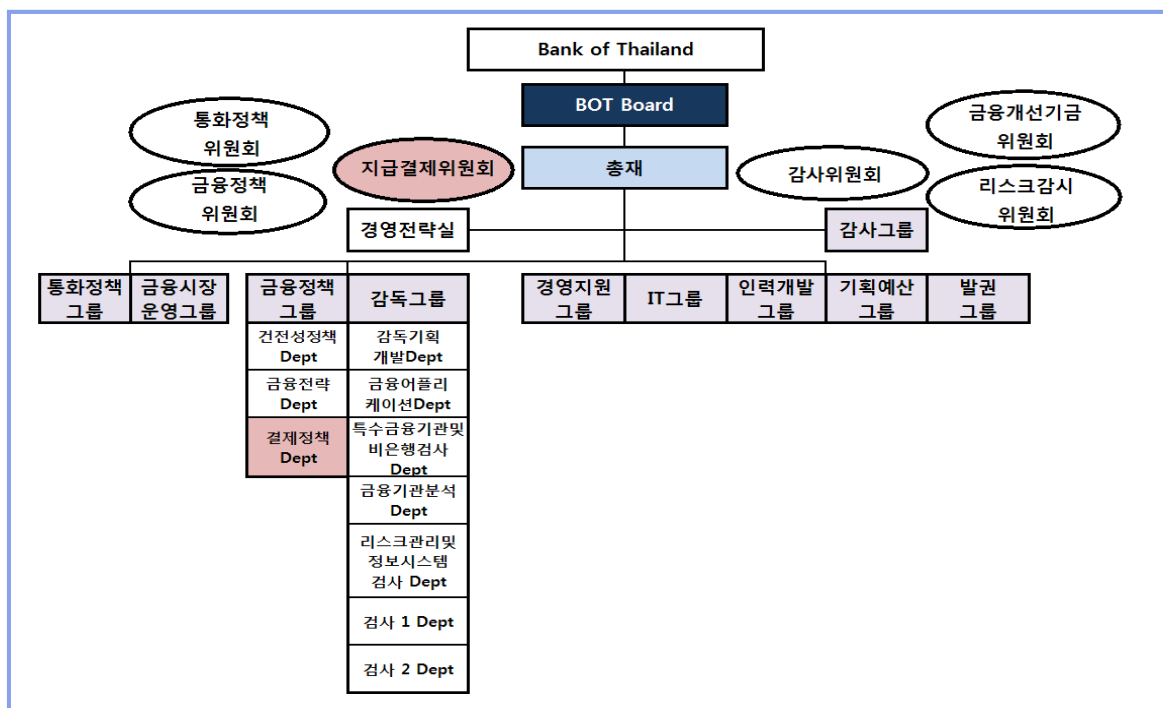 Bank of Thailand
BOT Board
통화정책
위원회
금융정책
위원회
지급결제위원회
총재
감사위원회
금융개선기금
위원회
리스크감시
위원회
경영전략실
감사그룹
통화정책
그룹
금융시장
운영그룹
금융정책
그룹
감독그룹
경영지원
그룹
IT그룹
인력개발
그룹
기획예산
그룹
발권
그룹
건전성정책
Dept
금융전략
Dept
결제정책
Dept
감독기획
개발Dept
금융어플리
케이션Dept
특수금융기관및
비은행검사
Dept
금융기관분석
Dept
리스크관리및
정보시스템
검사 Dept
검사 1 Dept
검사 2 Dept